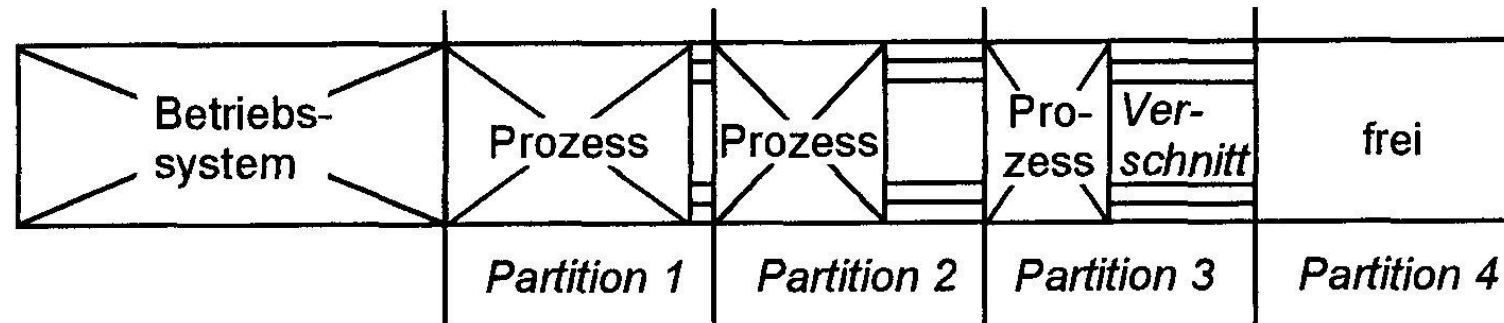 Betriebs-
system
Prozess
Prozess
Pro-
zess
Ver-
schnitt
frei
Partition 1
Partition 2
Partition 3
Partition 4